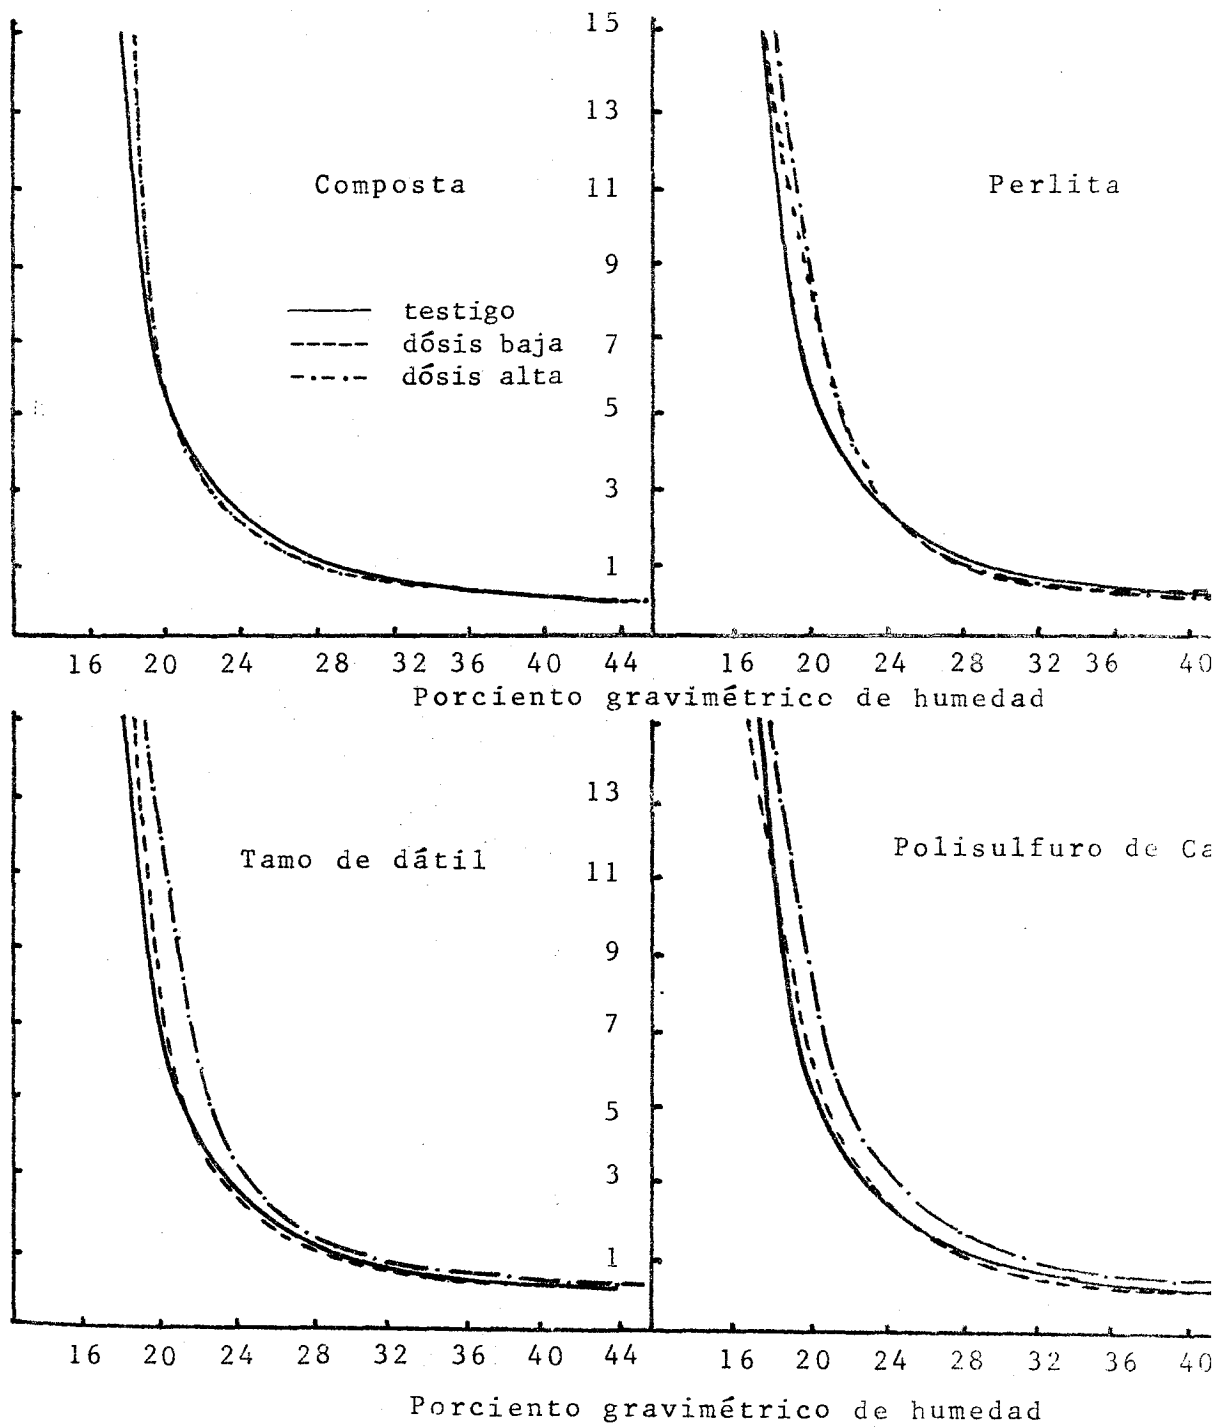 15
13
11
9
7
5
3
1
Composta
testigo
dósis baja
dósis alta
Perlita
16 20 24 28 32 36 40 44
16 20 24 28 32 36 40
Porciento gravimétrico de humedad
13
11
9
7
5
3
1
Tamo de dátil
Polisulfuro de Ca
16 20 24 28 32 36 40 44
16 20 24 28 32 36 40
Porciento gravimétrico de humedad